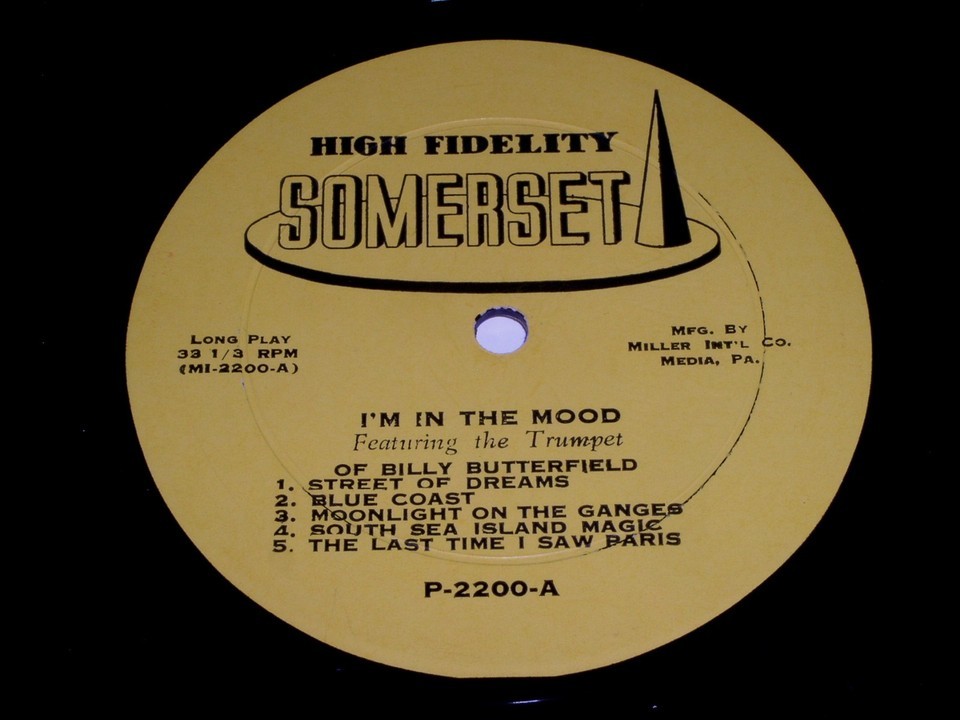 HIGH FIDELITY
SOMERSET
LONG PLAY
33 1/3 RPM
(MI-2200-A)
MFG. BY
MILLER INT'L CO.
MEDIA, PA.
I'M IN THE MOOD
Featuring the Trumpet
OF BILLY BUTTERFIELD
1. STREET OF DREAMS
2. BLUE COAST
3. MOONLIGHT ON THE GANGES
4. SOUTH SEA ISLAND MAGIC
5. THE LAST TIME I SAW PARIS
P-2200-A